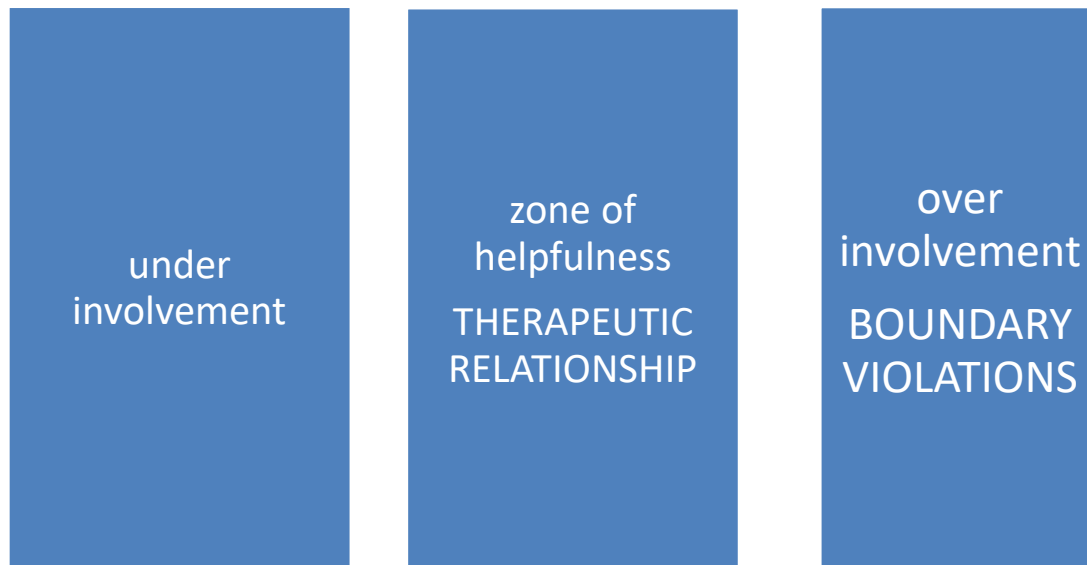 under
involvement
zone of
helpfulness
THERAPEUTIC
RELATIONSHIP
over
involvement
BOUNDARY
VIOLATIONS